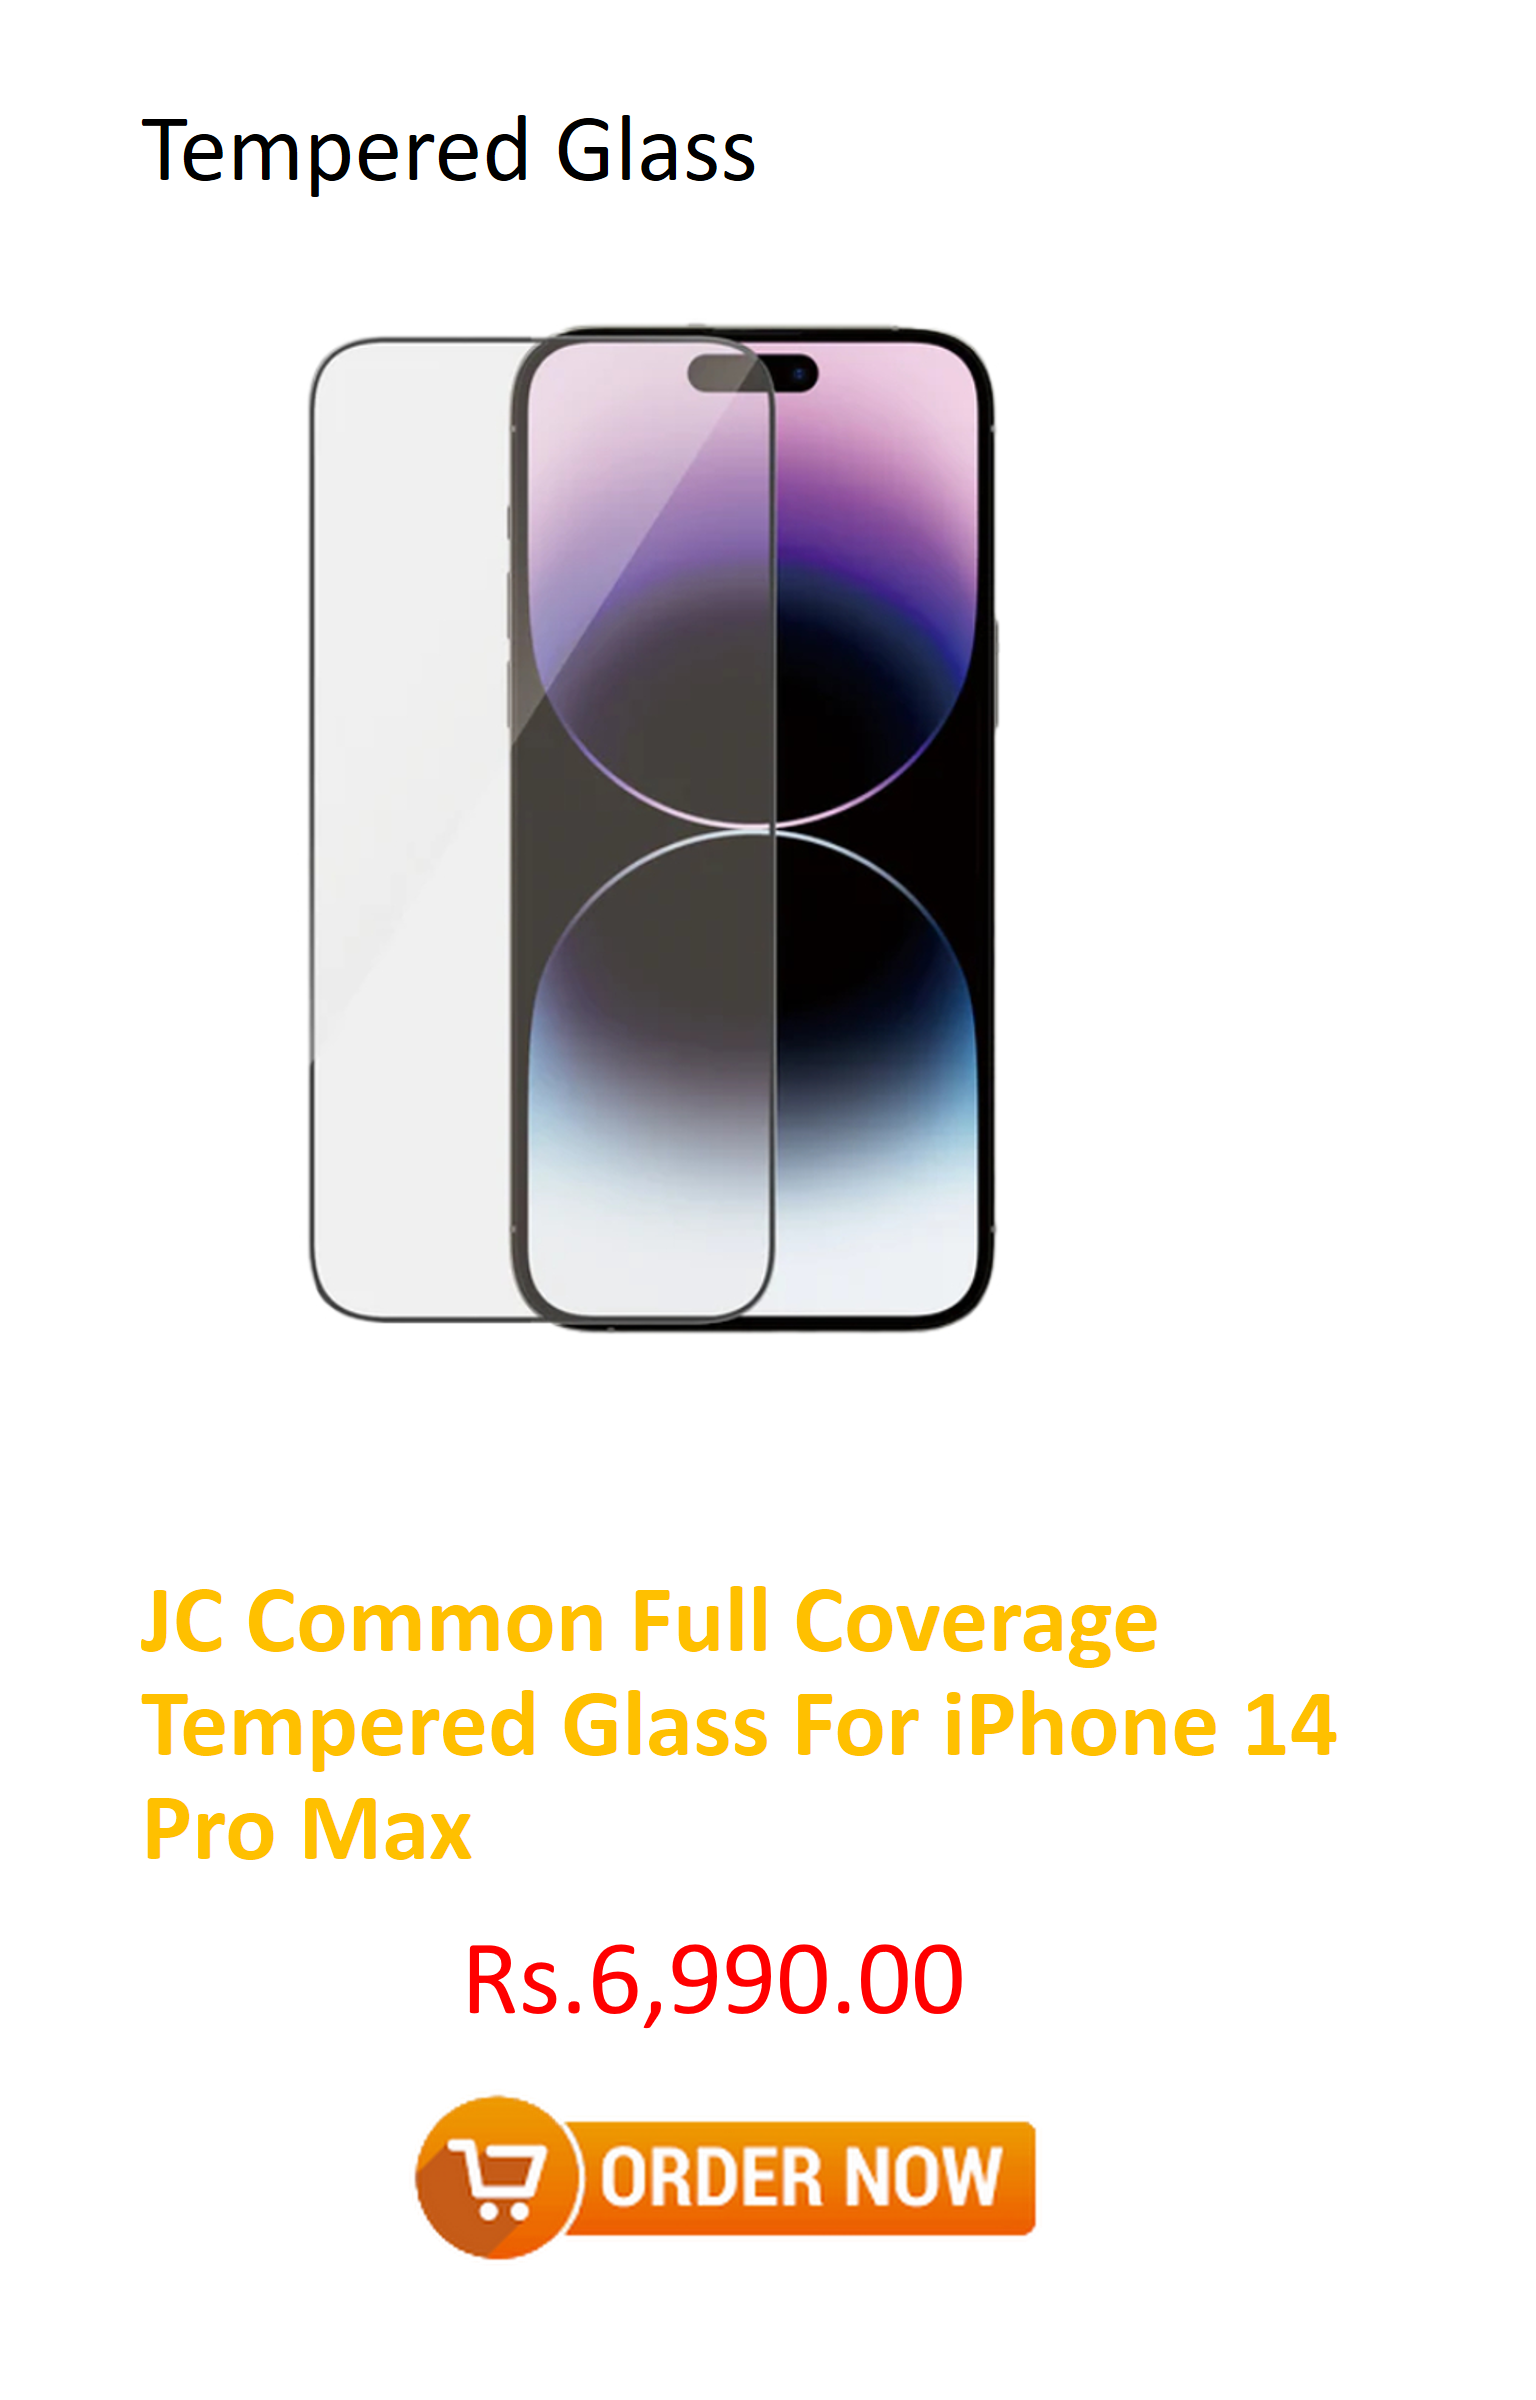 Tempered Glass
JC Common Full Coverage
Tempered Glass For iPhone 14
Pro Max
Rs.6,990.00
ORDER NOW